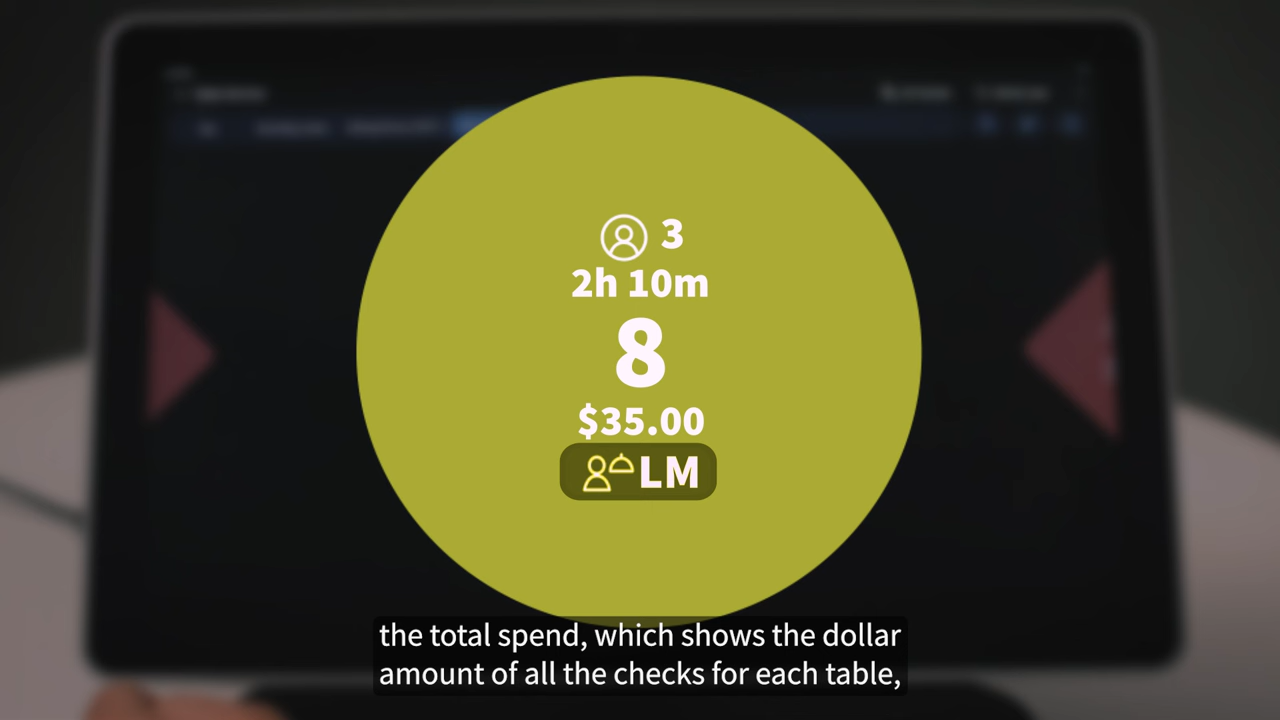 3
2h 10m
8
$35.00
LM
the total spend, which shows the dollar
amount of all the checks for each table,